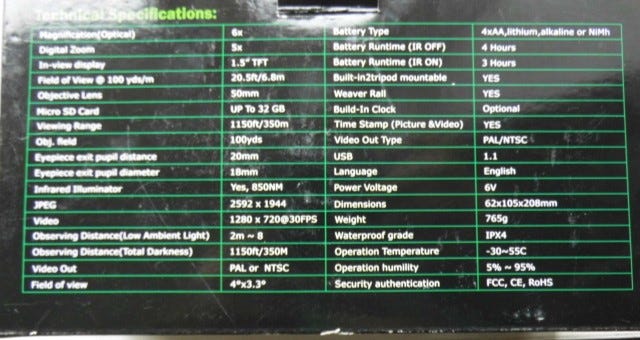 Technical Specifications:
Magnification(Optical) 6x Battery Type 4xAA,lithium,alkaline or NiMh
Digital Zoom 5x Battery Runtime (IR OFF) 4 Hours
In-view display 1.5" TFT Battery Runtime (IR ON) 3 Hours
Field of View @ 100 yds/m 20.5ft/6.8m Built-in2tripod mountable YES
Objective Lens 50mm Weaver Rail YES
Micro SD Card UP To 32 GB Build-In Clock Optional
Viewing Range 1150ft/350m Time Stamp (Picture &Video) YES
Obj. field 100yds Video Out Type PAL/NTSC
Eyepiece exit pupil distance 20mm USB 1.1
Eyepiece exit pupil diameter 18mm Language English
Infrared Illuminator Yes, 850NM Power Voltage 6V
JPEG 2592 x 1944 Dimensions 62x105x208mm
Video 1280 x 720@30FPS Weight 765g
Observing Distance(Low Ambient Light) 2m ~ 8 Waterproof grade IPX4
Observing Distance(Total Darkness) 1150ft/350M Operation Temperature -30~55C
Video Out PAL or NTSC Operation humility 5% ~ 95%
Field of view 4°x3.3° Security authentication FCC, CE, RoHS